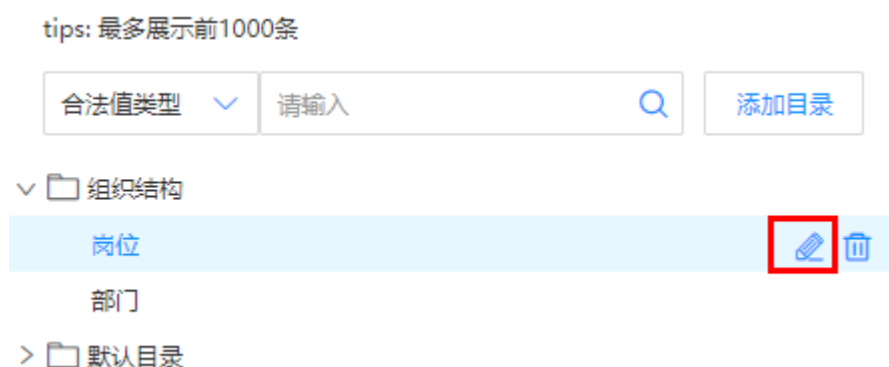 tips: 最多展示前1000条
合法值类型 请输入 添加目录
组织结构
岗位
部门
默认目录